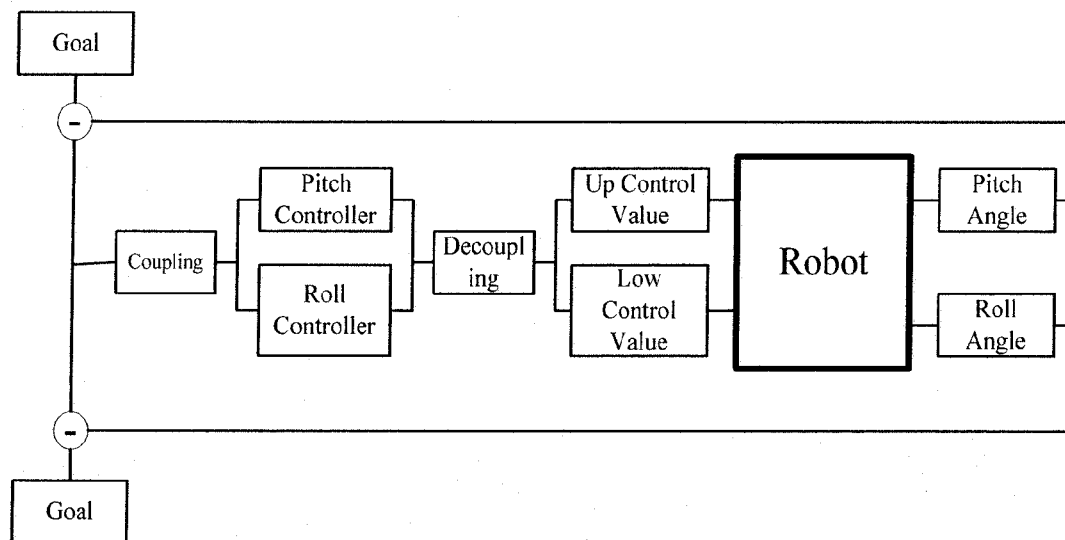 Goal
-
Pitch
Controller
Up Control
Value
Pitch
Angle
Robot
Coupling
Decoupl
ing
Roll
Controller
Low
Control
Value
Roll
Angle
-
Goal